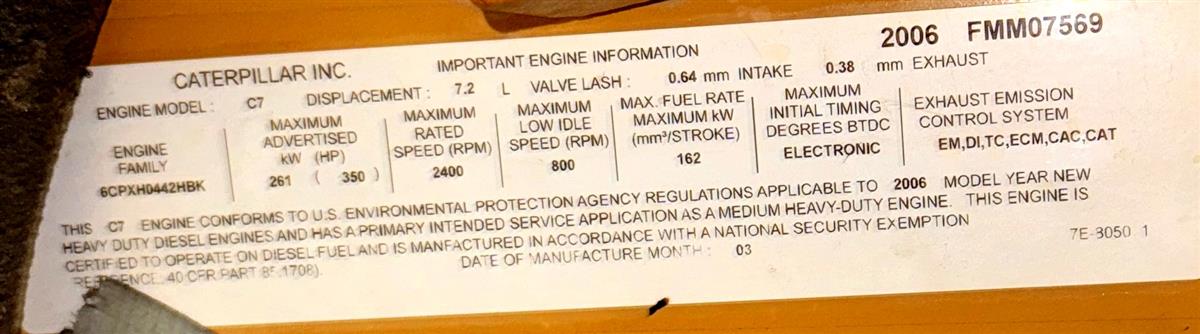 2006 FMM07569
CATERPILLAR INC. IMPORTANT ENGINE INFORMATION
ENGINE MODEL : C7 DISPLACEMENT : 7.2 L VALVE LASH : 0.64 mm INTAKE 0.38 mm EXHAUST
ENGINE
FAMILY
6CPXH0442HBK
MAXIMUM
ADVERTISED
kW (HP)
261 ( 350 )
MAXIMUM
RATED
SPEED (RPM)
2400
MAXIMUM
LOW IDLE
SPEED (RPM)
800
MAX. FUEL RATE
MAXIMUM kW
(mm³/STROKE)
162
MAXIMUM
INITIAL TIMING
DEGREES BTDC
ELECTRONIC
EXHAUST EMISSION
CONTROL SYSTEM
EM,DI,TC,ECM,CAC,CAT
THIS C7 ENGINE CONFORMS TO U.S. ENVIRONMENTAL PROTECTION AGENCY REGULATIONS APPLICABLE TO 2006 MODEL YEAR NEW
HEAVY DUTY DIESEL ENGINES AND HAS A PRIMARY INTENDED SERVICE APPLICATION AS A MEDIUM HEAVY-DUTY ENGINE. THIS ENGINE IS
CERTIFIED TO OPERATE ON DIESEL FUEL AND IS MANFACTURED IN ACCORDANCE WITH A NATIONAL SECURITY EXEMPTION
40 CFR PART 85.1708). DATE OF MANUFACTURE MONTH : 03
7E-3050 1